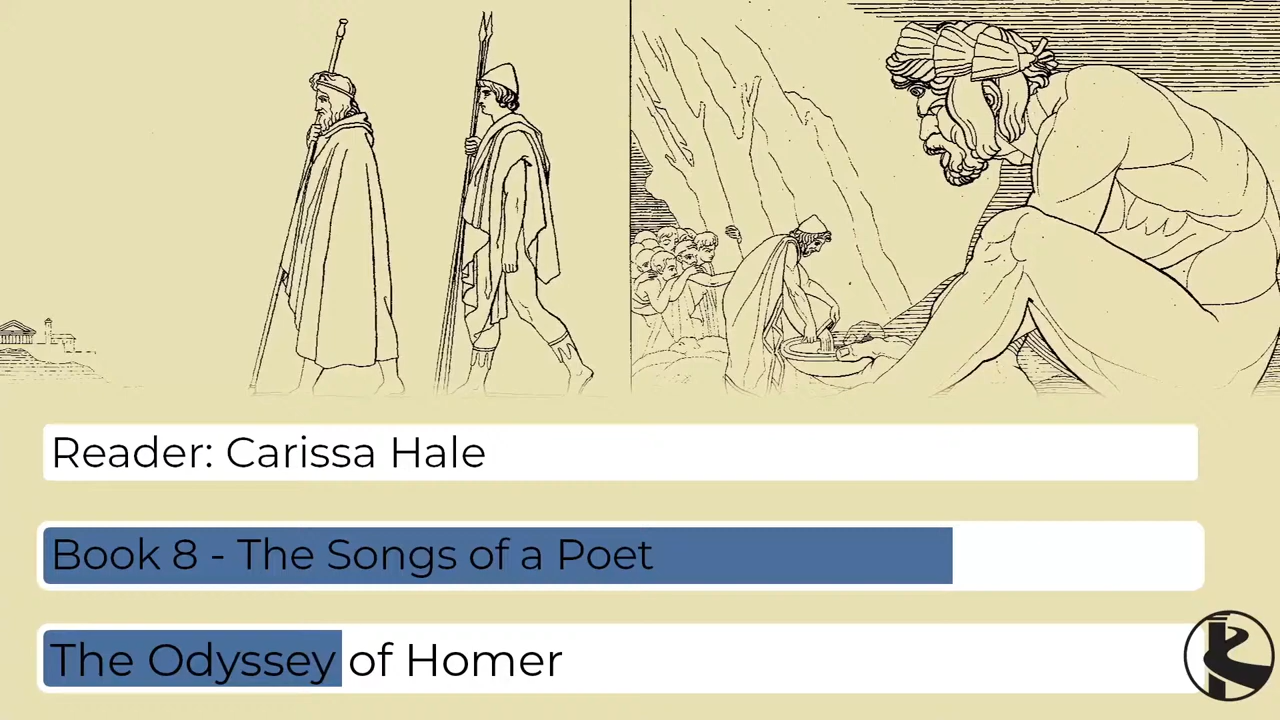 Reader: Carissa Hale
Book 8 - The Songs of a Poet
The Odyssey of Homer